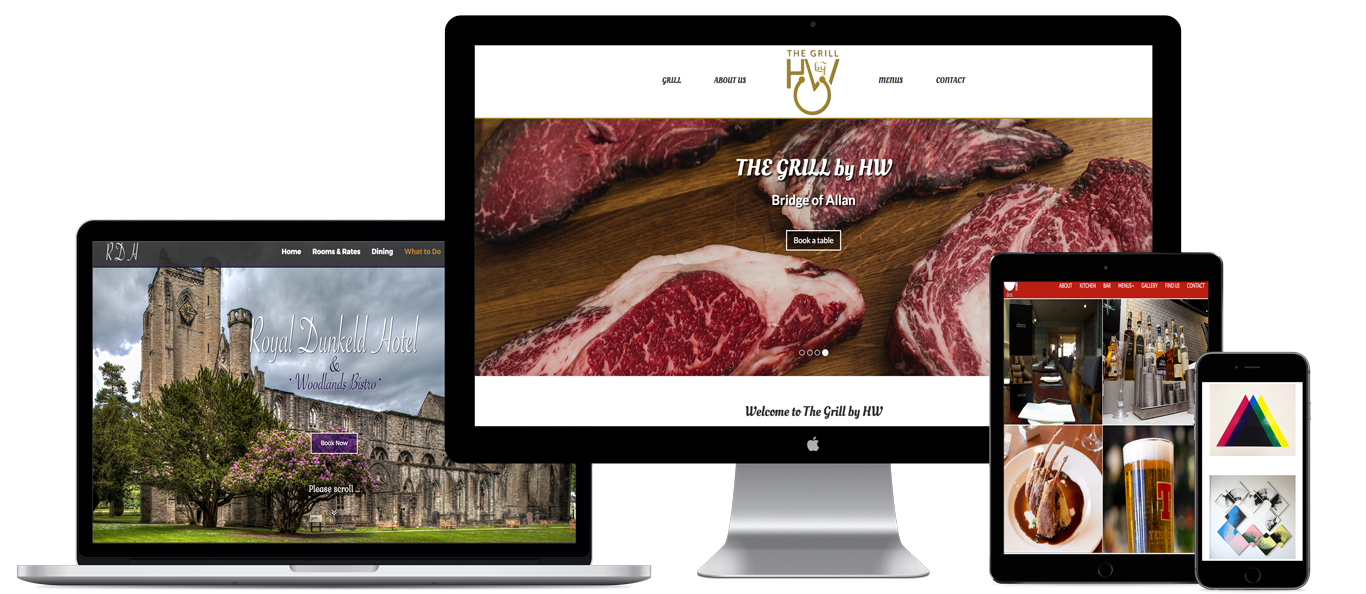 THE GRILL
by
HW
GRILL ABOUT US MENUS CONTACT
THE GRILL by HW
Bridge of Allan
Book a table
Welcome to The Grill by HW
RDH
Home Rooms & Rates Dining What to Do
Royal Dunkeld Hotel
&
Woodlands Bistro
Book Now
Please scroll ..
ABOUT KITCHEN BAR MENUS GALLERY FIND US CONTACT
T